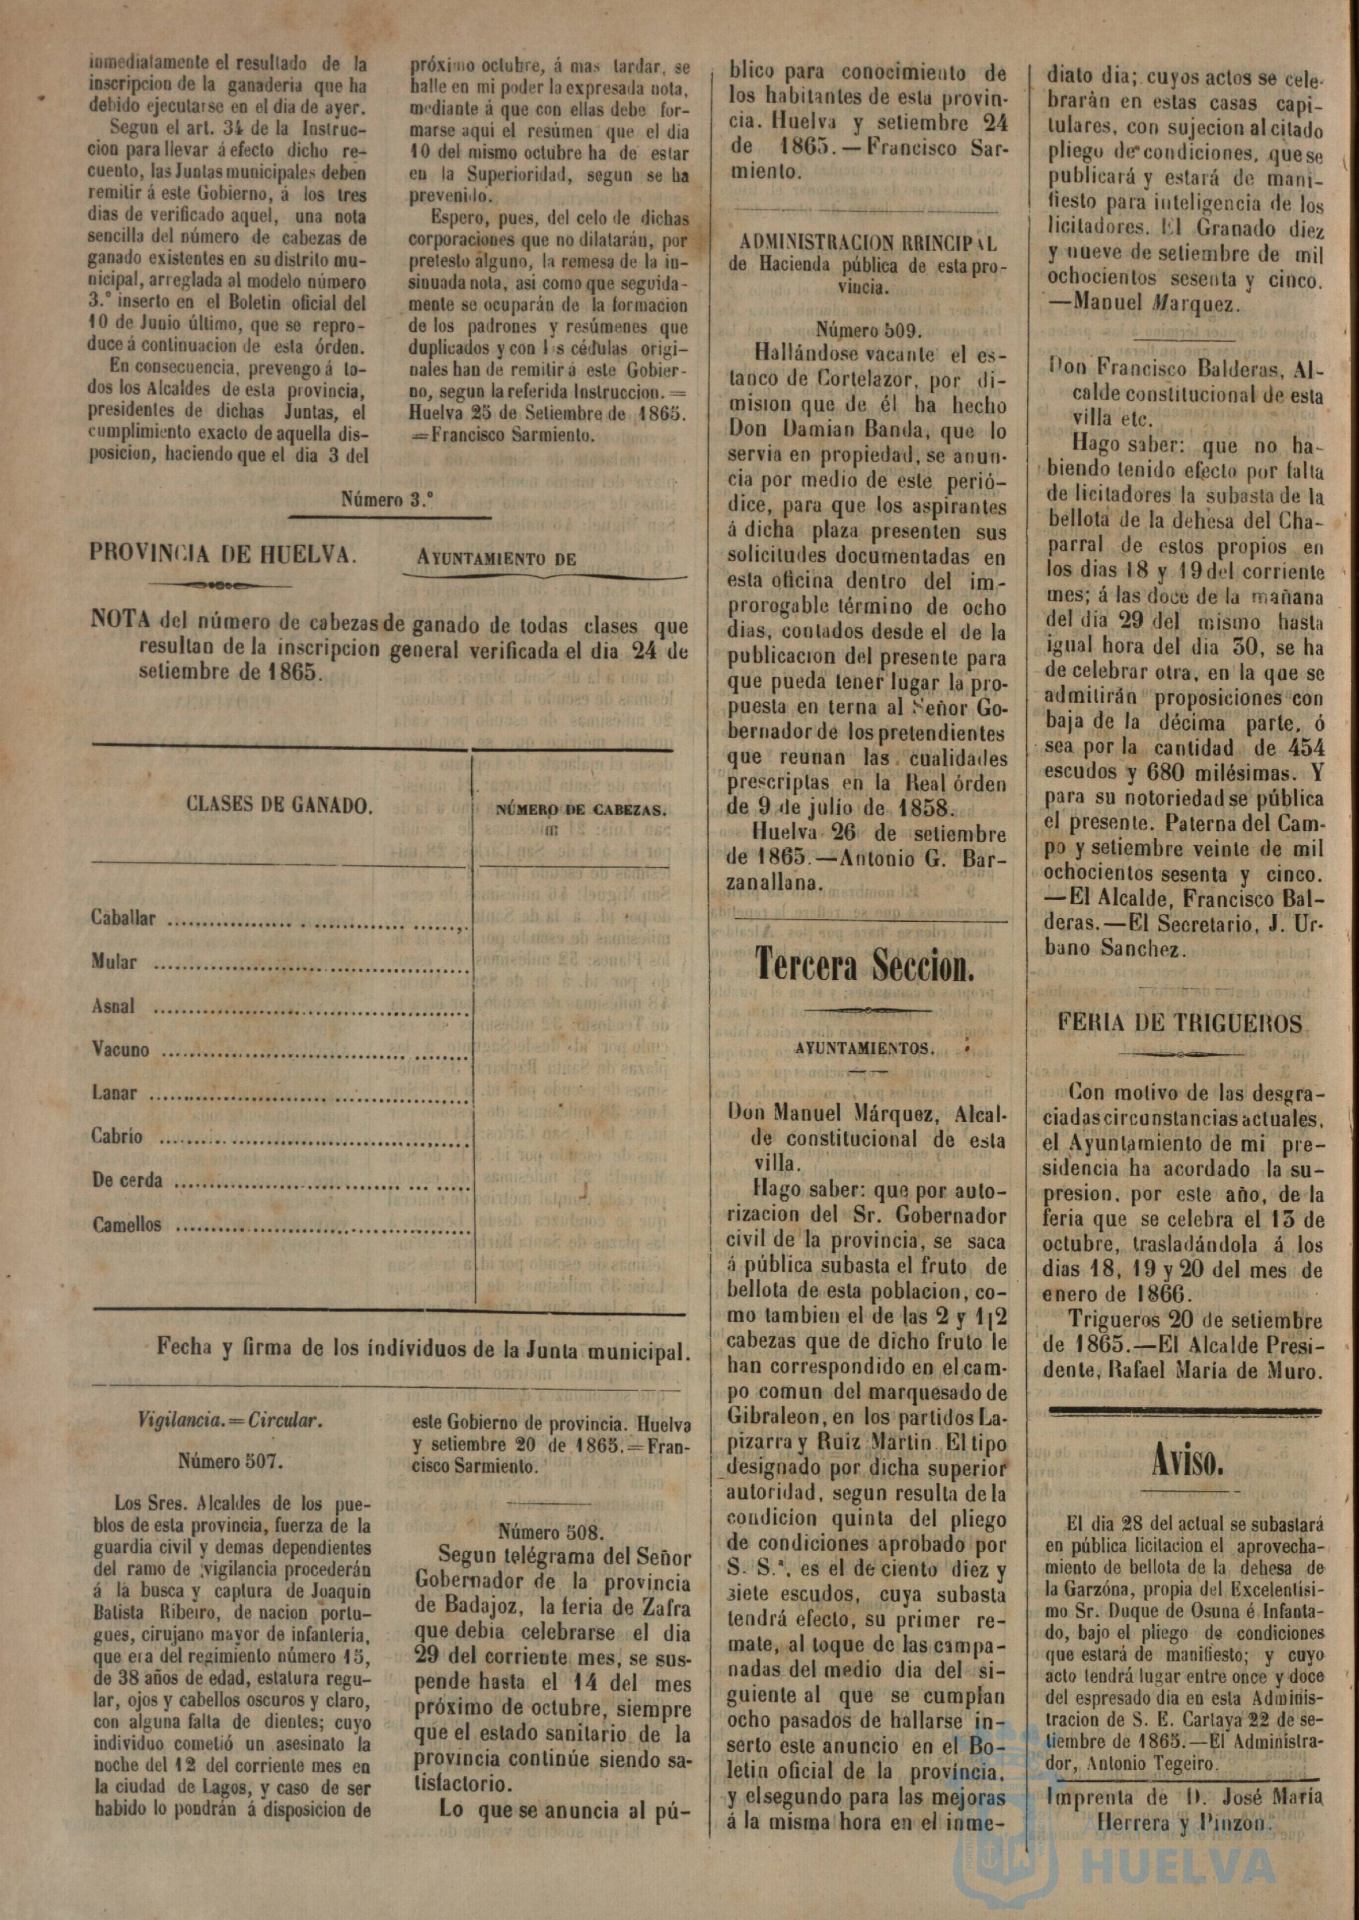 inmediatamente el resultado de la
inscripcion de la ganaderia que ha
debido ejecutarse en el dia de ayer.
Segun el art. 34 de la Instruc-
cion para llevar á efecto dicho re-
cuento, las Juntas municipales deben
remitir á este Gobierno, á los tres
dias de verificado aquel, una nota
sencilla del número de cabezas de
ganado existentes en su distrito mu-
nicipal, arreglada al modelo número
3.º inserto en el Boletin oficial del
10 de Junio último, que se repro-
duce á continuacion de esta órden.
En consecuencia, prevengo á to-
dos los Alcaldes de esta provincia,
presidentes de dichas Juntas, el
cumplimiento exacto de aquella dis-
posicion, haciendo que el dia 3 del
próximo octubre, á mas tardar, se
halle en mi poder la expresada nota,
mediante á que con ellas debe for-
marse aqui el resúmen que el dia
10 del mismo octubre ha de estar
en la Superioridad, segun se ha
prevenido.
Espero, pues, del celo de dichas
corporaciones que no dilatarán, por
pretesto alguno, la remesa de la in-
sinuada nota, asi como que seguida-
mente se ocuparán de la formacion
de los padrones y resúmenes que
duplicados y con l s cédulas origi-
nales han de remitir á este Gobier-
no, segun la referida Instruccion.=
Huelva 25 de Setiembre de 1865.
=Francisco Sarmiento.
Número 3.º
PROVINCIA DE HUELVA. AYUNTAMIENTO DE
NOTA del número de cabezas de ganado de todas clases que
resultan de la inscripcion general verificada el dia 24 de
setiembre de 1865.
CLASES DE GANADO. NÚMERO DE CABEZAS.
Caballar
Mular
Asnal
Vacuno
Lanar
Cabrio
De cerda
Camellos
Fecha y firma de los individuos de la Junta municipal.
Vigilancia.=Circular.
Número 507.
Los Sres. Alcaldes de los pue-
blos de esta provincia, fuerza de la
guardia civil y demas dependientes
del ramo de vigilancia procederán
á la busca y captura de Joaquin
Batista Ribeiro, de nacion portu-
gues, cirujano mayor de infantería,
que era del regimiento número 15,
de 38 años de edad, estatura regu-
lar, ojos y cabellos oscuros y claro,
con alguna falta de dientes; cuyo
individuo cometió un asesinato la
noche del 12 del corriente mes en
la ciudad de Lagos, y caso de ser
habido lo pondrán á disposicion de
este Gobierno de provincia. Huelva
y setiembre 20 de 1865.=Fran-
cisco Sarmiento.
Número 508.
Segun telégrama del Señor
Gobernador de la provincia
de Badajoz, la feria de Zafra
que debia celebrarse el dia
29 del corriente mes, se sus-
pende hasta el 14 del mes
próximo de octubre, siempre
que el estado sanitario de la
provincia continúe siendo sa-
tisfactorio.
Lo que se anuncia al pú-
blico para conocimiento de
los habitantes de esta provin-
cia. Huelva y setiembre 24
de 1865.—Francisco Sar-
miento.
ADMINISTRACION RRINCIPAL
de Hacienda pública de esta pro-
vincia.
Número 509.
Hallándose vacante el es-
tanco de Cortelazor, por di-
mision que de él ha hecho
Don Damian Banda, que lo
servia en propiedad, se anun-
cia por medio de este perió-
dice, para que los aspirantes
á dicha plaza presenten sus
solicitudes documentadas en
esta oficina dentro del im-
prorogable término de ocho
dias, contados desde el de la
publicacion del presente para
que pueda tener lugar la pro-
puesta en terna al Señor Go-
bernador de los pretendientes
que reunan las cualidades
prescriptas en la Real órden
de 9 de julio de 1858.
Huelva 26 de setiembre
de 1865.—Antonio G. Bar-
zanallana.
Tercera Seccion.
AYUNTAMIENTOS.
Don Manuel Márquez, Alcal-
de constitucional de esta
villa.
Hago saber: que por auto-
rizacion del Sr. Gobernador
civil de la provincia, se saca
á pública subasta el fruto de
bellota de esta poblacion, co-
mo tambien el de las 2 y 1¡2
cabezas que de dicho fruto le
han correspondido en el cam-
po comun del marquesado de
Gibraleon, en los partidos La-
pizarra y Ruiz Martin. El tipo
designado por dicha superior
autoridad, segun resulta de la
condicion quinta del pliego
de condiciones aprobado por
S. S.ª, es el de ciento diez y
siete escudos, cuya subasta
tendrá efecto, su primer re-
mate, al toque de las campa-
nadas del medio dia del si-
guiente al que se cumplan
ocho pasados de hallarse in-
serto este anuncio en el Bo-
letin oficial de la provincia,
y el segundo para las mejoras
á la misma hora en el inme-
diato dia; cuyos actos se cele-
brarán en estas casas capi-
tulares, con sujecion al citado
pliego de condiciones, que se
publicará y estará de mani-
fiesto para inteligencia de los
licitadores. El Granado diez
y nueve de setiembre de mil
ochocientos sesenta y cinco.
—Manuel Marquez.
Don Francisco Balderas, Al-
calde constitucional de esta
villa etc.
Hago saber: que no ha-
biendo tenido efecto por falta
de licitadores la subasta de la
bellota de la dehesa del Cha-
parral de estos propios en
los dias 18 y 19 del corriente
mes; á las doce de la mañana
del dia 29 del mismo hasta
igual hora del dia 30, se ha
de celebrar otra, en la que se
admitirán proposiciones con
baja de la décima parte, ó
sea por la cantidad de 454
escudos y 680 milésimas. Y
para su notoriedad se pública
el presente. Paterna del Cam-
po y setiembre veinte de mil
ochocientos sesenta y cinco.
—El Alcalde, Francisco Bal-
deras.—El Secretario, J. Ur-
bano Sanchez.
FERIA DE TRIGUEROS
Con motivo de las desgra-
ciadas circunstancias actuales,
el Ayuntamiento de mi pre-
sidencia ha acordado la su-
presion, por este año, de la
feria que se celebra el 13 de
octubre, trasladándola á los
dias 18, 19 y 20 del mes de
enero de 1866.
Trigueros 20 de setiembre
de 1865.—El Alcalde Presi-
dente, Rafael María de Muro.
Aviso.
El dia 28 del actual se subastará
en pública licitacion el aprovecha-
miento de bellota de la dehesa de
la Garzóna, propia del Excelentísi-
mo Sr. Duque de Osuna é Infanta-
do, bajo el pliego de condiciones
que estará de manifiesto; y cuyo
acto tendrá lugar entre once y doce
del espresado dia en esta Adminis-
tracion de S. E. Cartaya 22 de se-
tiembre de 1865.—El Administra-
dor, Antonio Tegeiro.
Imprenta de D. José María
Herrera y Pinzon.
HUELVA